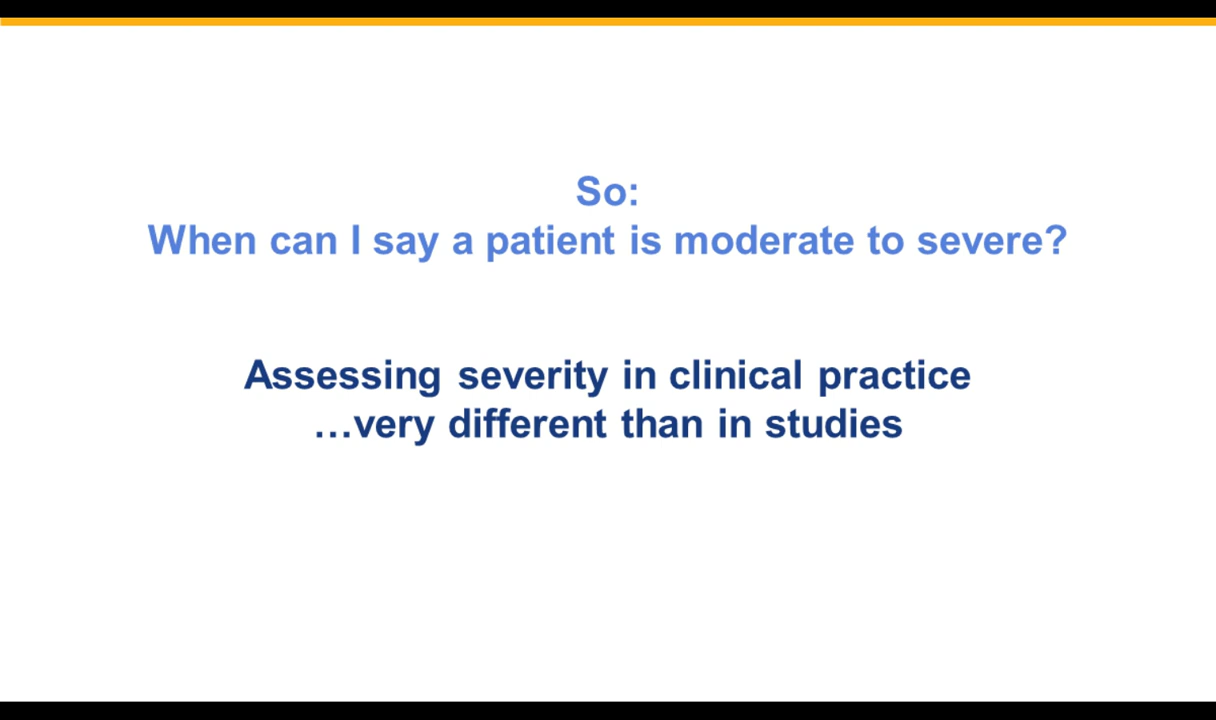 So:
When can I say a patient is moderate to severe?
Assessing severity in clinical practice
…very different than in studies